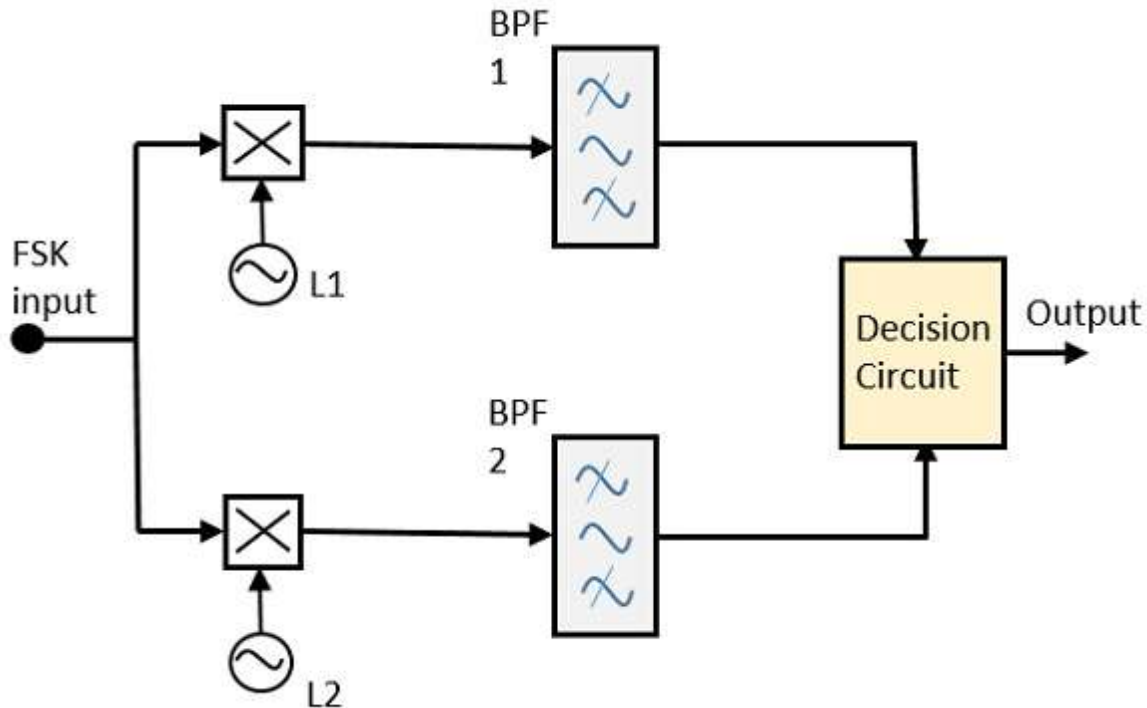 BPF
1
FSK
input
L1
Decision
Circuit
Output
BPF
2
L2